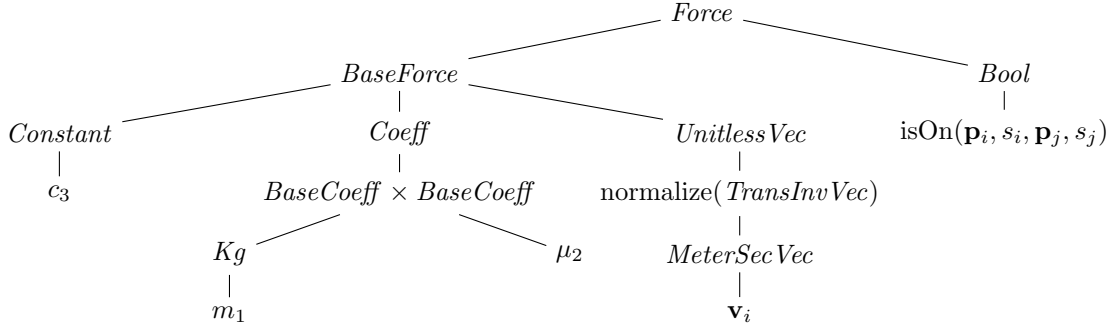 Force
BaseForce Bool
Constant Coeff UnitlessVec isOn(p_i, s_i, p_j, s_j)
c_3 BaseCoeff × BaseCoeff normalize(TransInvVec)
Kg μ_2 MeterSecVec
m_1 v_i